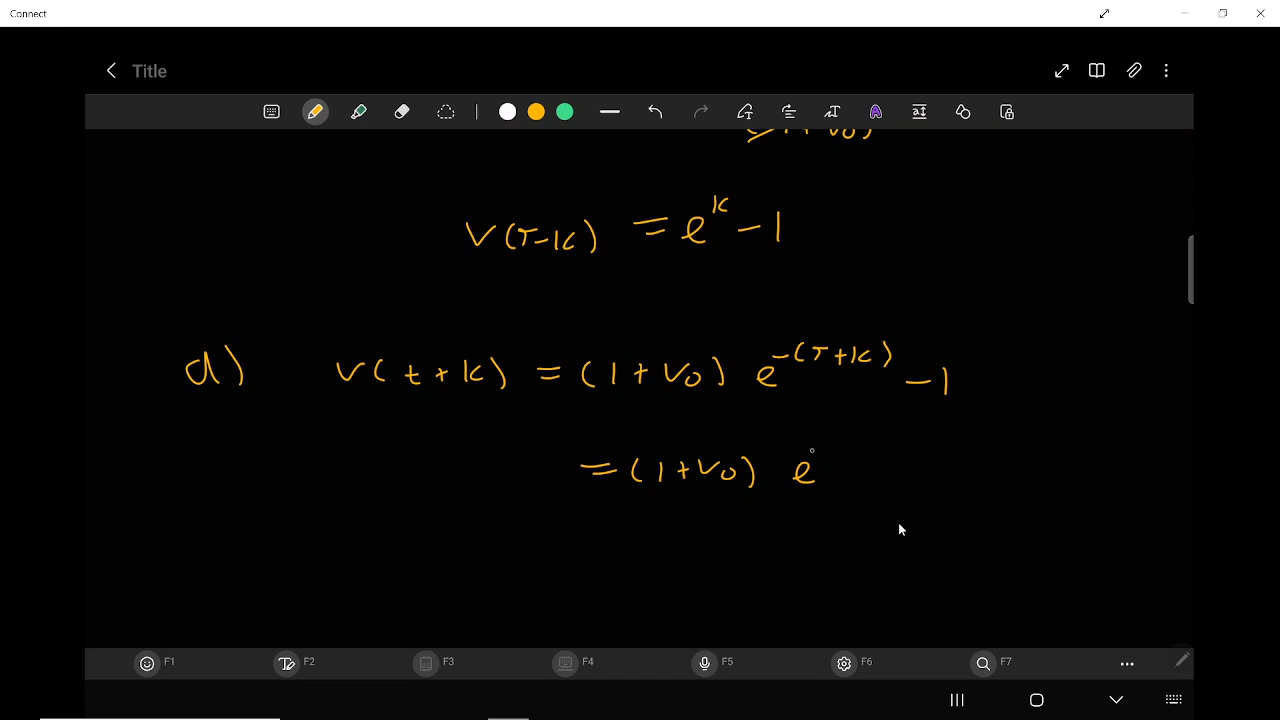 Connect
Title
V(T-k) = e^k - 1
d) V(t+k) = (1+V0) e^-(T+k) - 1
= (1+V0) e
F1 F2 F3 F4 F5 F6 F7